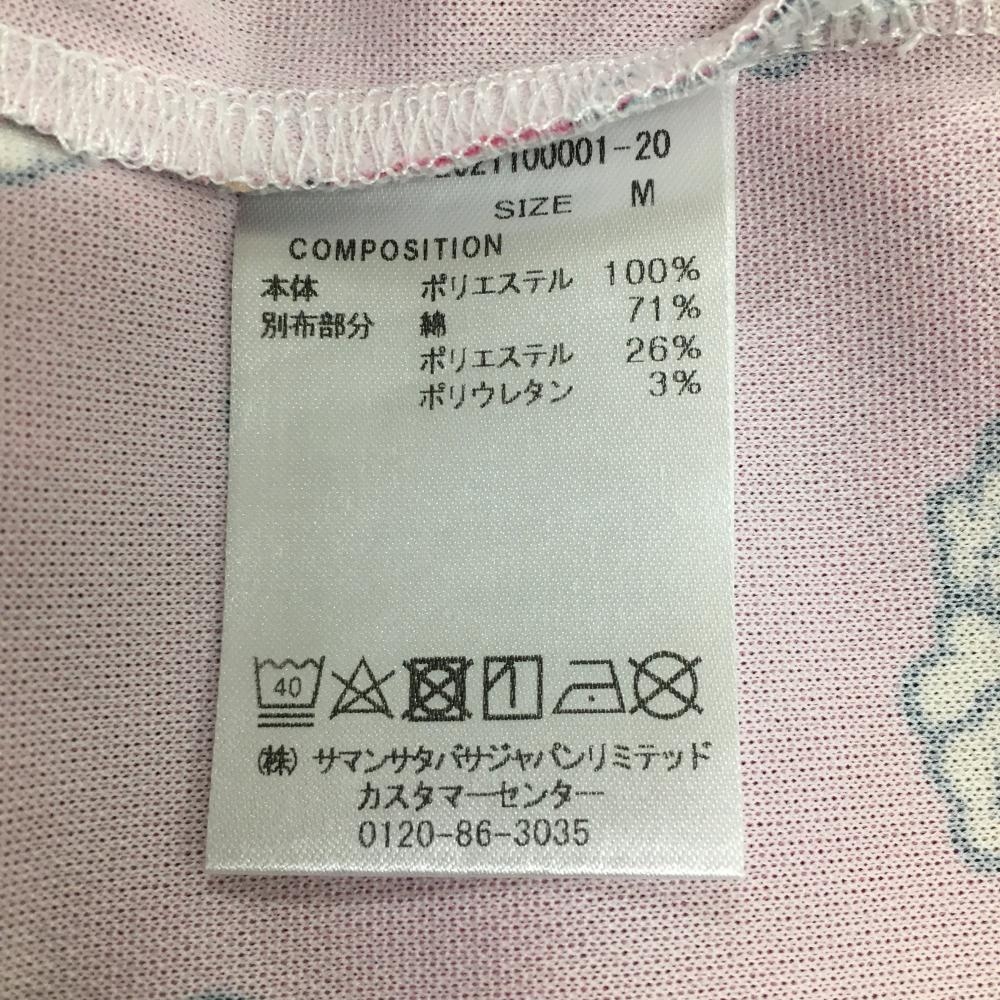 2021100001-20
SIZE M
COMPOSITION
本体 ポリエステル 100%
別布部分 綿 71%
ポリエステル 26%
ポリウレタン 3%
40
㈱ サマンサタバサジャパンリミテッド
カスタマーセンター
0120-86-3035